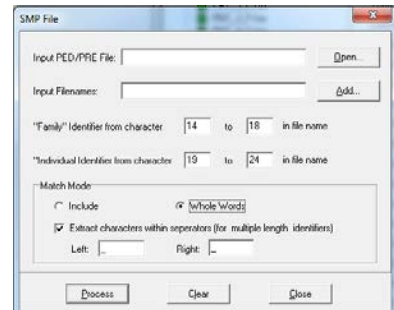 SMP File
Input PED/PRE File: Open...
Input Filenames: Add...
"Family" Identifier from character 14 to 18 in file name
"Individual Identifier from character 19 to 24 in file name
Match Mode
Include Whole Words
Extract characters within seperators (for multiple length identifiers)
Left: _ Right: _
Process Clear Close